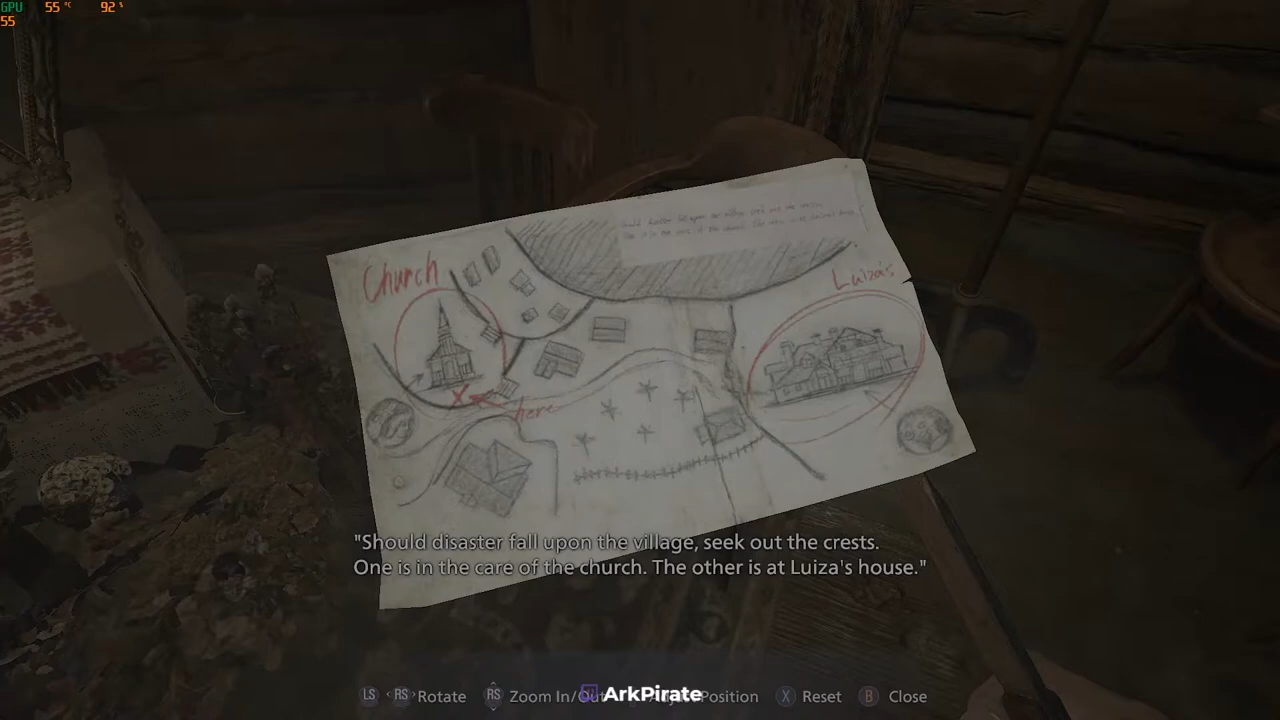 GPU 55 °C 92 %
55
Church
Luiza's
here
"Should disaster fall upon the village, seek out the crests.
One is in the care of the church. The other is at Luiza's house."
LS RS Rotate RS Zoom In/Out ArkPirate Position X Reset B Close